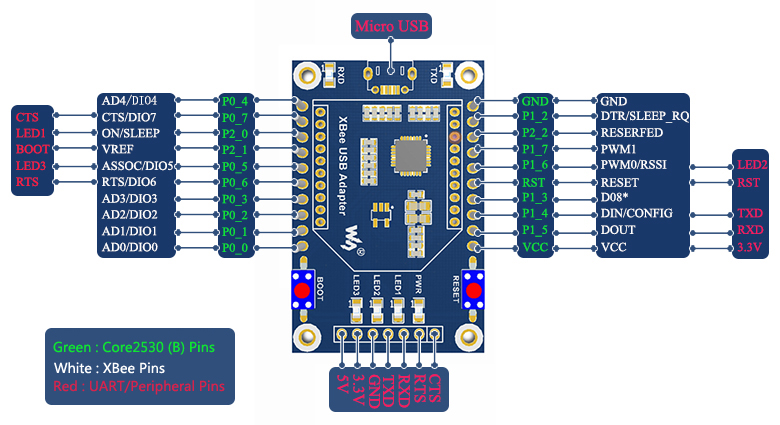 Micro USB
RXD
TXD
XBee USB Adapter
CTS
LED1
BOOT
LED3
RTS
AD4/DIO4 P0_4
CTS/DIO7 P0_7
ON/SLEEP P2_0
VREF P2_1
ASSOC/DIO5 P0_5
RTS/DIO6 P0_6
AD3/DIO3 P0_3
AD2/DIO2 P0_2
AD1/DIO1 P0_1
AD0/DIO0 P0_0
GND GND
P1_2 DTR/SLEEP_RQ
P2_2 RESERFED
P1_7 PWM1
P1_6 PWM0/RSSI
RST RESET
P1_3 D08*
P1_4 DIN/CONFIG
P1_5 DOUT
VCC VCC
LED2
RST
TXD
RXD
3.3V
BOOT
LED3
LED2
LED1
PWR
RESET
5V
3.3V
GND
TXD
RXD
RTS
CTS
Green : Core2530 (B) Pins
White : XBee Pins
Red : UART/Peripheral Pins